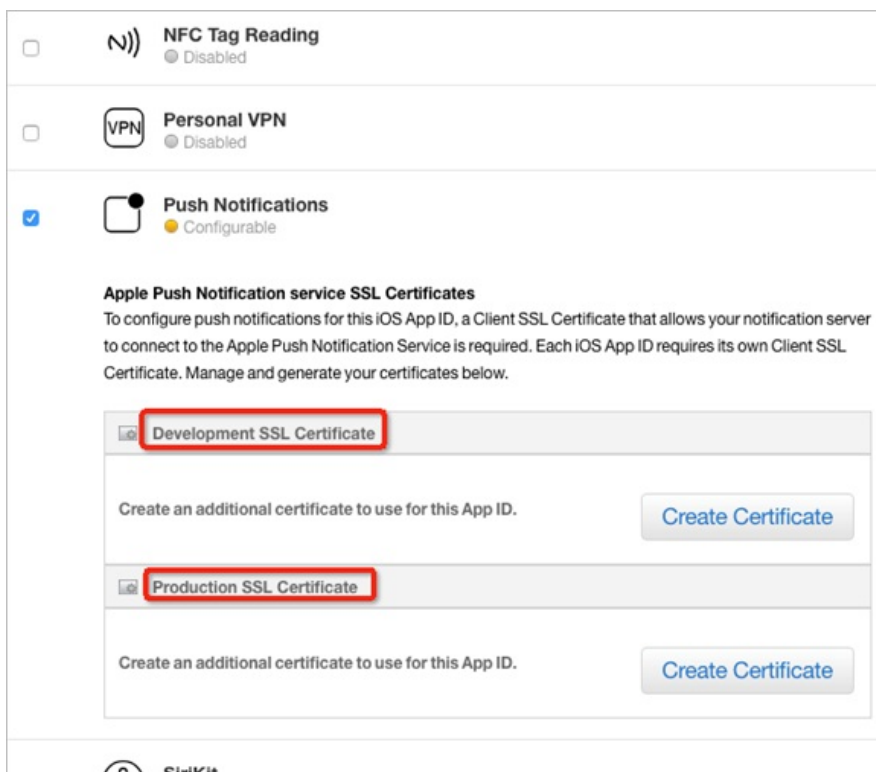 NFC Tag Reading
Disabled
VPN
Personal VPN
Disabled
Push Notifications
Configurable
Apple Push Notification service SSL Certificates
To configure push notifications for this iOS App ID, a Client SSL Certificate that allows your notification server
to connect to the Apple Push Notification Service is required. Each iOS App ID requires its own Client SSL
Certificate. Manage and generate your certificates below.
Development SSL Certificate
Create an additional certificate to use for this App ID.
Create Certificate
Production SSL Certificate
Create an additional certificate to use for this App ID.
Create Certificate
SiriKit